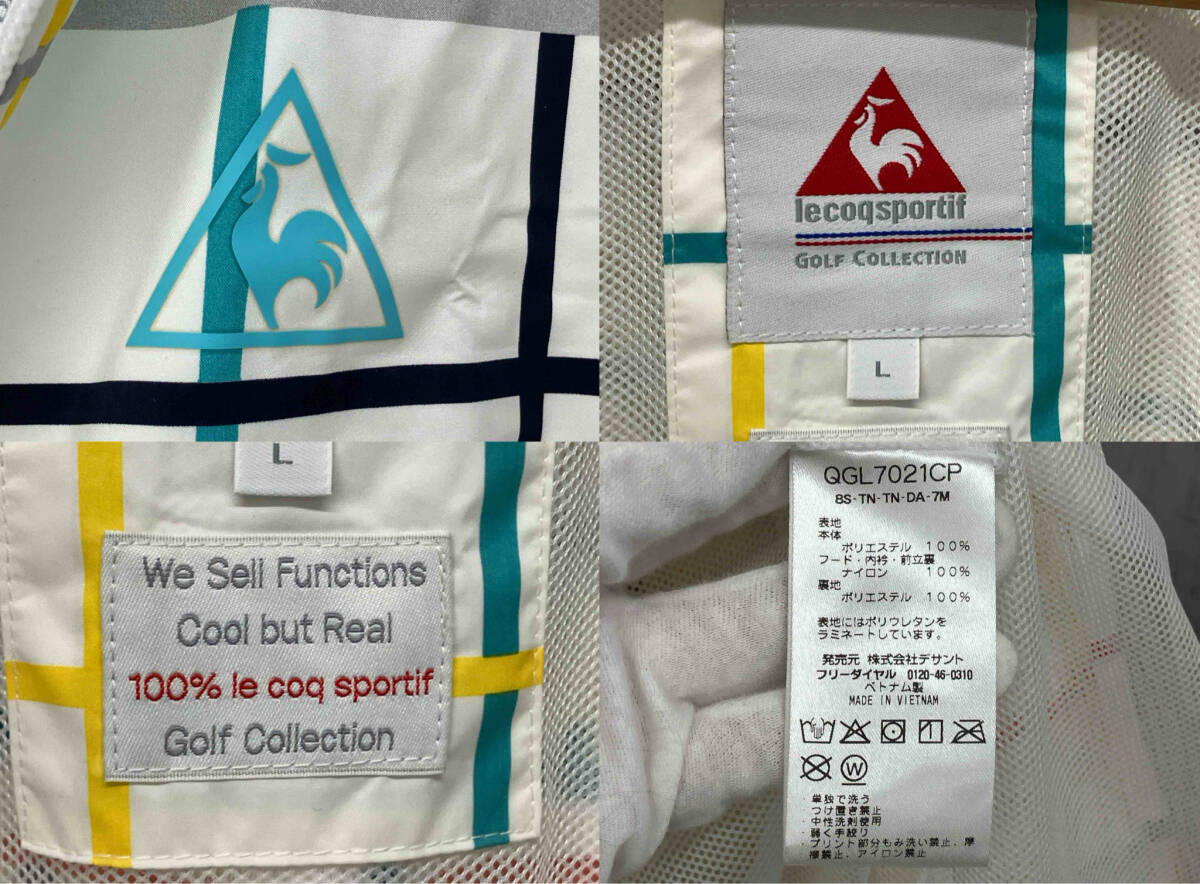 lecoqsportif
GOLF COLLECTION
L
L
We Sell Functions
Cool but Real
100% le coq sportif
Golf Collection
QGL7021CP
8S-TN-TN-DA-7M
表地
本体
ポリエステル 100%
フード・内衿・前立裏
ナイロン 100%
裏地
ポリエステル 100%
表地にはポリウレタンを
ラミネートしています。
発売元 株式会社デサント
フリーダイヤル 0120-46-0310
ベトナム製
MADE IN VIETNAM
W
・単独で洗う
・つけ置き禁止
・中性洗剤使用
・弱く手絞り
・プリント部分もみ洗い禁止、摩
擦禁止、アイロン禁止